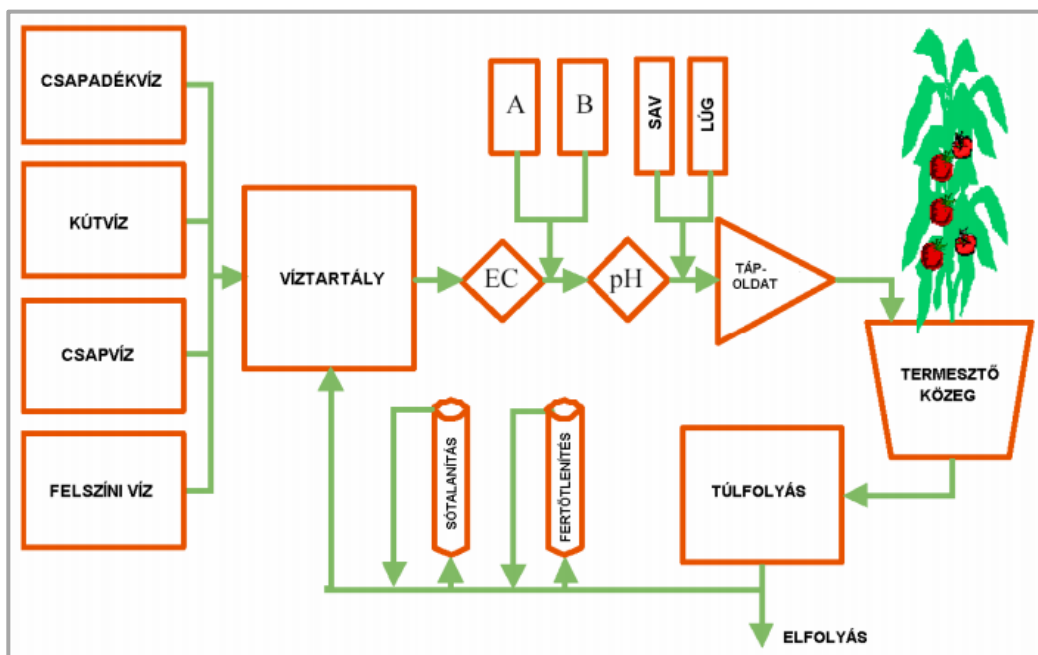 CSAPADÉKVÍZ
KÚTVÍZ
CSAPVÍZ
FELSZÍNI VÍZ
VÍZTARTÁLY
A
B
SAV
LÚG
EC
pH
TÁP-
OLDAT
TERMESZTŐ
KÖZEG
TÚLFOLYÁS
SÓTALANÍTÁS
FERTŐTLENÍTÉS
ELFOLYÁS